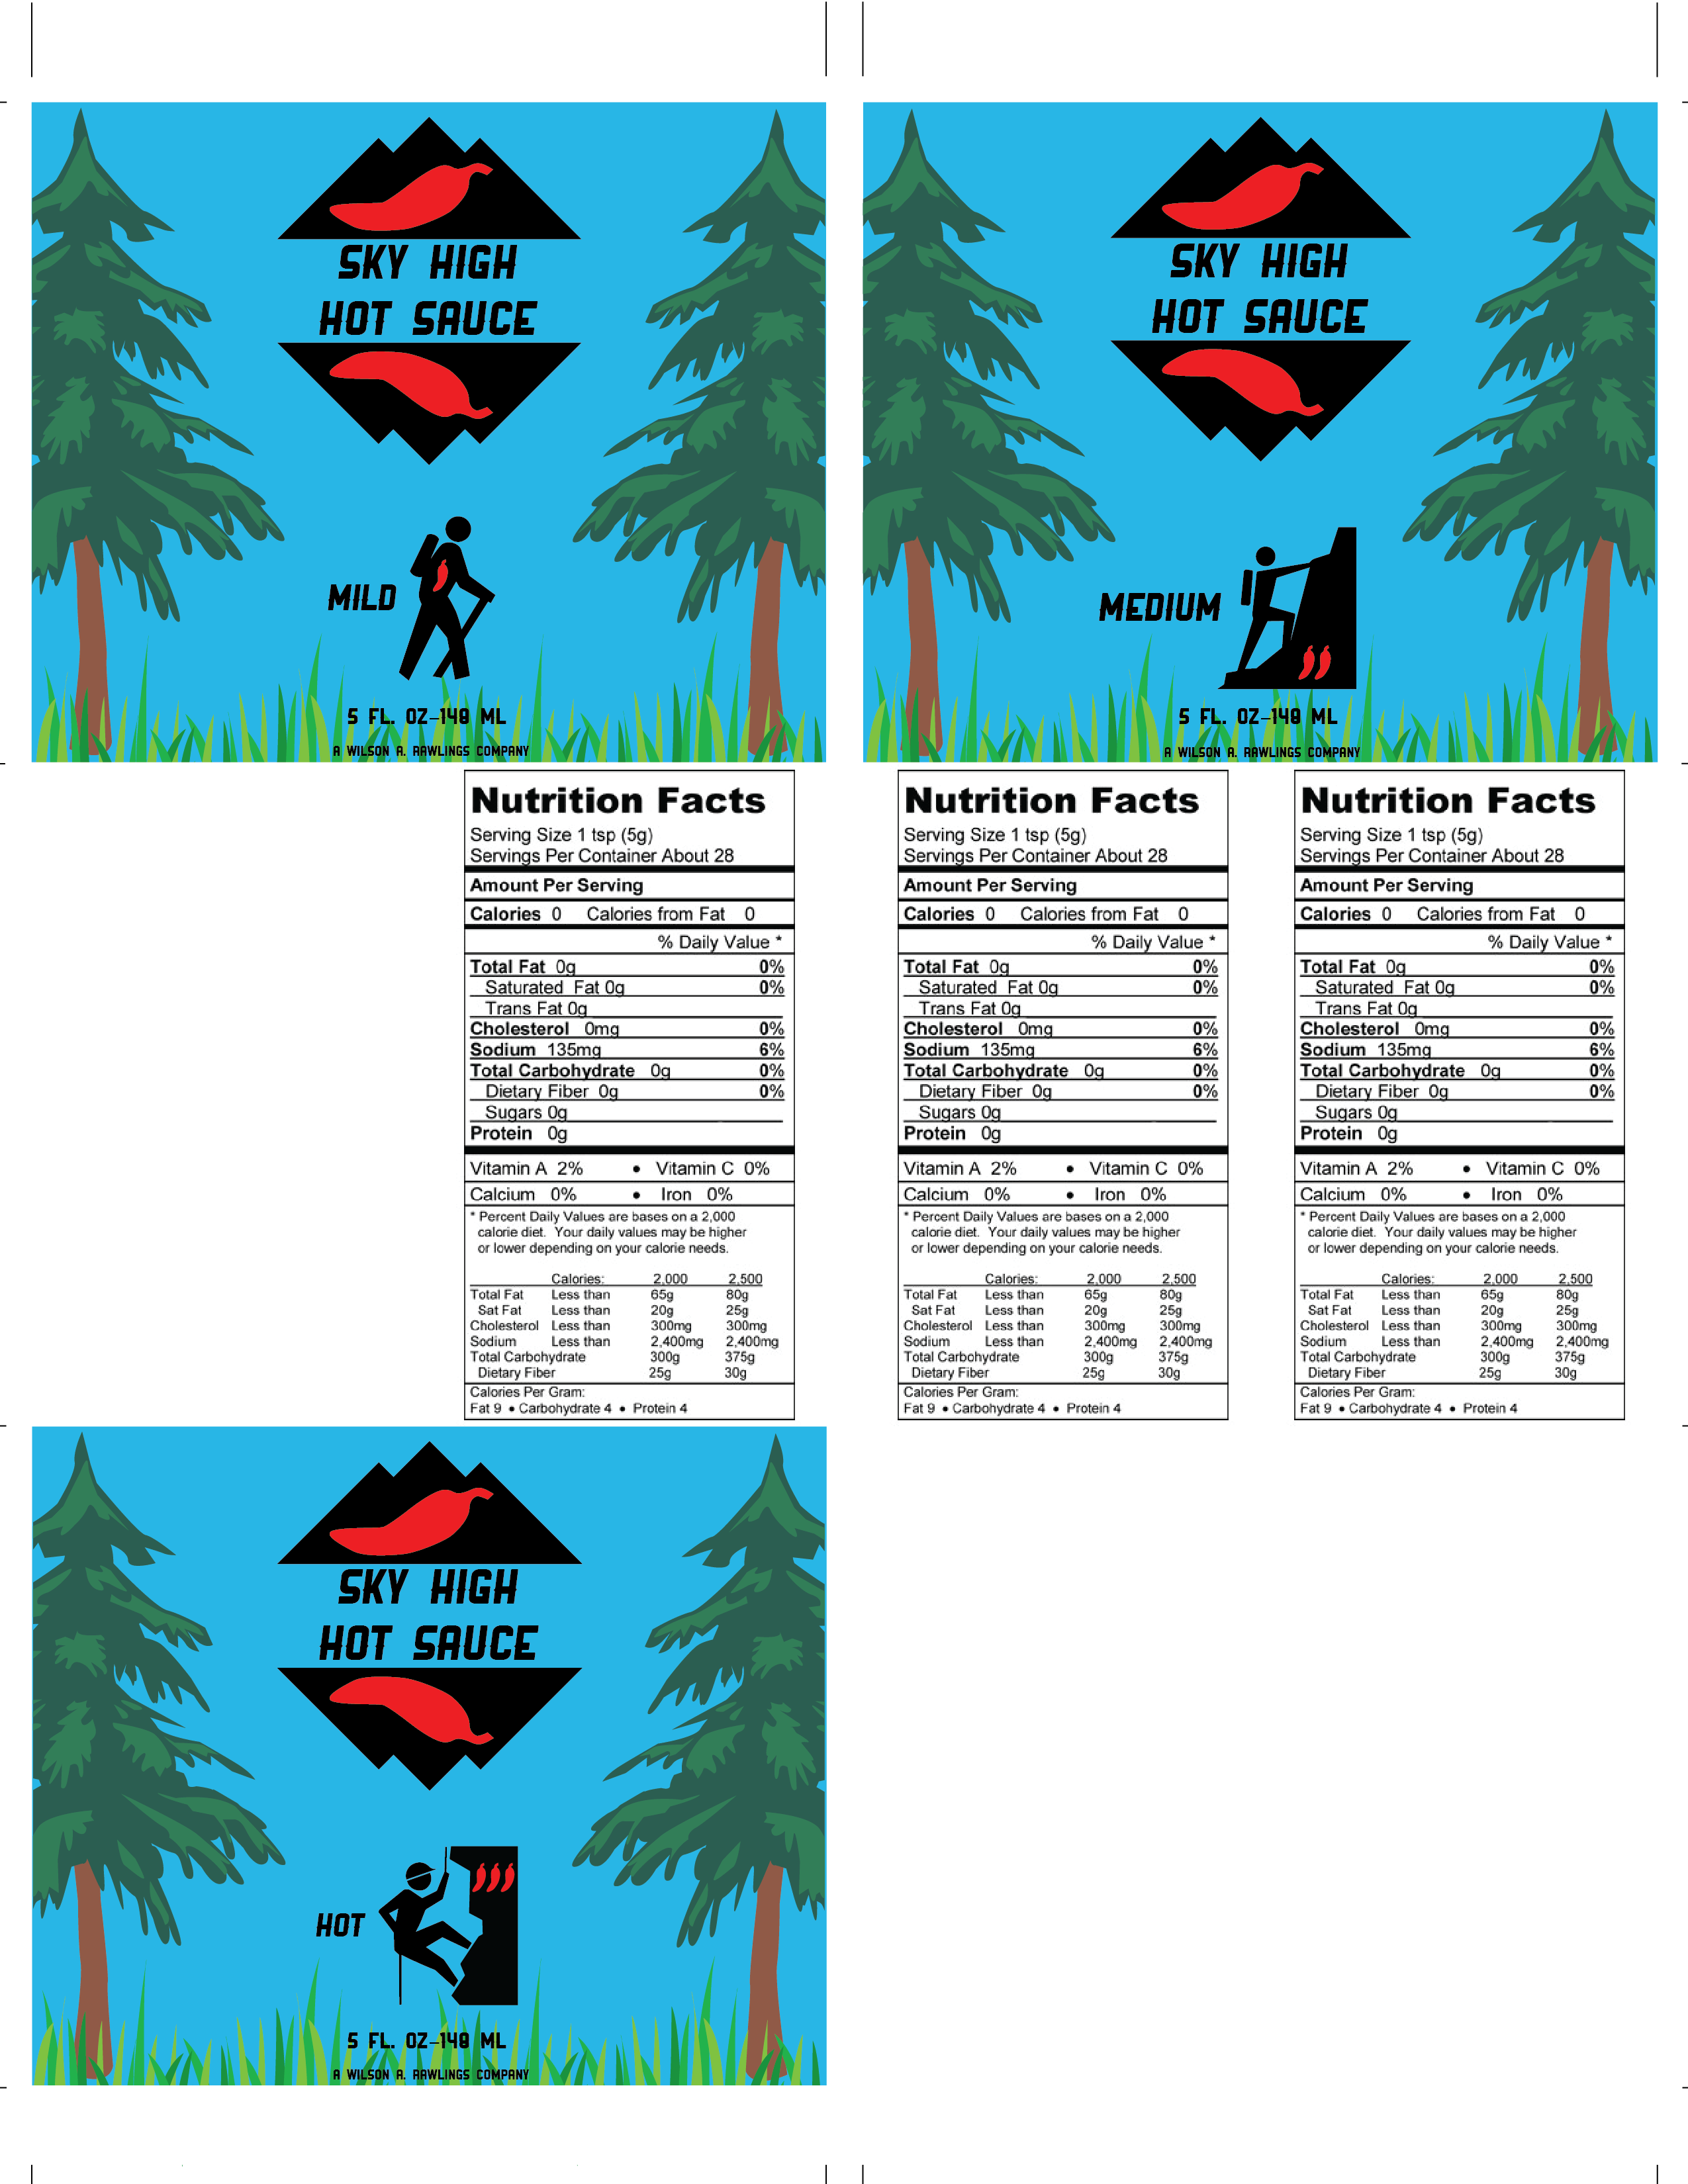 SKY HIGH
HOT SAUCE
MILD
5 FL. OZ-148 ML
A WILSON A. RAWLINGS COMPANY
SKY HIGH
HOT SAUCE
MEDIUM
5 FL. OZ-148 ML
A WILSON A. RAWLINGS COMPANY
Nutrition Facts
Serving Size 1 tsp (5g)
Servings Per Container About 28
Amount Per Serving
Calories 0 Calories from Fat 0
% Daily Value *
Total Fat 0g 0%
Saturated Fat 0g 0%
Trans Fat 0g
Cholesterol 0mg 0%
Sodium 135mg 6%
Total Carbohydrate 0g 0%
Dietary Fiber 0g 0%
Sugars 0g
Protein 0g
Vitamin A 2% • Vitamin C 0%
Calcium 0% • Iron 0%
* Percent Daily Values are bases on a 2,000
calorie diet. Your daily values may be higher
or lower depending on your calorie needs.
Calories: 2,000 2,500
Total Fat Less than 65g 80g
Sat Fat Less than 20g 25g
Cholesterol Less than 300mg 300mg
Sodium Less than 2,400mg 2,400mg
Total Carbohydrate 300g 375g
Dietary Fiber 25g 30g
Calories Per Gram:
Fat 9 • Carbohydrate 4 • Protein 4
Nutrition Facts
Serving Size 1 tsp (5g)
Servings Per Container About 28
Amount Per Serving
Calories 0 Calories from Fat 0
% Daily Value *
Total Fat 0g 0%
Saturated Fat 0g 0%
Trans Fat 0g
Cholesterol 0mg 0%
Sodium 135mg 6%
Total Carbohydrate 0g 0%
Dietary Fiber 0g 0%
Sugars 0g
Protein 0g
Vitamin A 2% • Vitamin C 0%
Calcium 0% • Iron 0%
* Percent Daily Values are bases on a 2,000
calorie diet. Your daily values may be higher
or lower depending on your calorie needs.
Calories: 2,000 2,500
Total Fat Less than 65g 80g
Sat Fat Less than 20g 25g
Cholesterol Less than 300mg 300mg
Sodium Less than 2,400mg 2,400mg
Total Carbohydrate 300g 375g
Dietary Fiber 25g 30g
Calories Per Gram:
Fat 9 • Carbohydrate 4 • Protein 4
Nutrition Facts
Serving Size 1 tsp (5g)
Servings Per Container About 28
Amount Per Serving
Calories 0 Calories from Fat 0
% Daily Value *
Total Fat 0g 0%
Saturated Fat 0g 0%
Trans Fat 0g
Cholesterol 0mg 0%
Sodium 135mg 6%
Total Carbohydrate 0g 0%
Dietary Fiber 0g 0%
Sugars 0g
Protein 0g
Vitamin A 2% • Vitamin C 0%
Calcium 0% • Iron 0%
* Percent Daily Values are bases on a 2,000
calorie diet. Your daily values may be higher
or lower depending on your calorie needs.
Calories: 2,000 2,500
Total Fat Less than 65g 80g
Sat Fat Less than 20g 25g
Cholesterol Less than 300mg 300mg
Sodium Less than 2,400mg 2,400mg
Total Carbohydrate 300g 375g
Dietary Fiber 25g 30g
Calories Per Gram:
Fat 9 • Carbohydrate 4 • Protein 4
SKY HIGH
HOT SAUCE
HOT
5 FL. OZ-148 ML
A WILSON A. RAWLINGS COMPANY